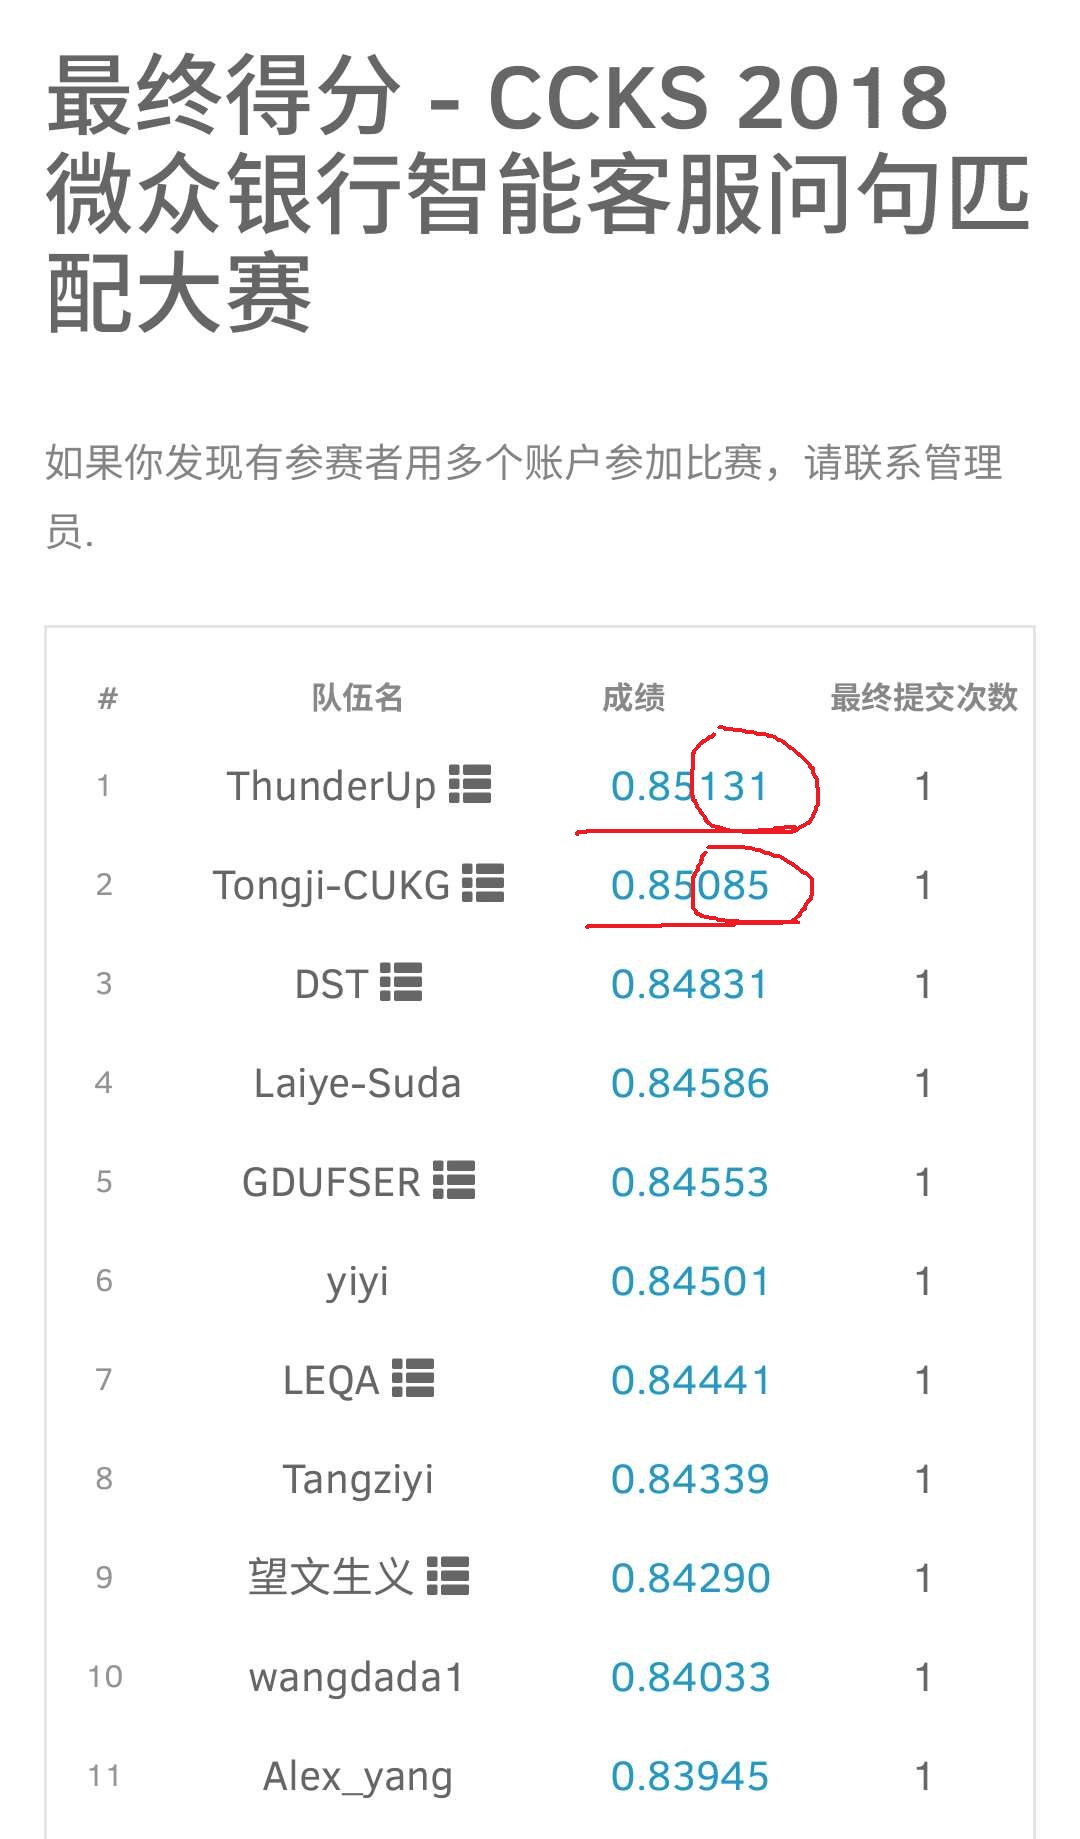 最终得分 - CCKS 2018
微众银行智能客服问句匹
配大赛
如果你发现有参赛者用多个账户参加比赛，请联系管理
员.
# 队伍名 成绩 最终提交次数
1 ThunderUp 0.85131 1
2 Tongji-CUKG 0.85085 1
3 DST 0.84831 1
4 Laiye-Suda 0.84586 1
5 GDUFSER 0.84553 1
6 yiyi 0.84501 1
7 LEQA 0.84441 1
8 Tangziyi 0.84339 1
9 望文生义 0.84290 1
10 wangdada1 0.84033 1
11 Alex_yang 0.83945 1